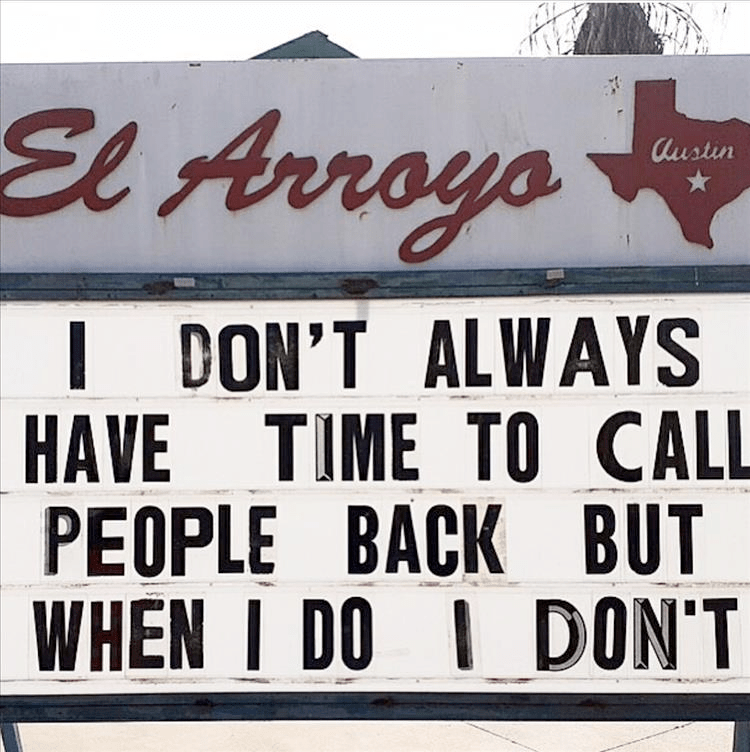 El Arroyo
Austin
I DON'T ALWAYS
HAVE TIME TO CALL
PEOPLE BACK BUT
WHEN I DO I DON'T